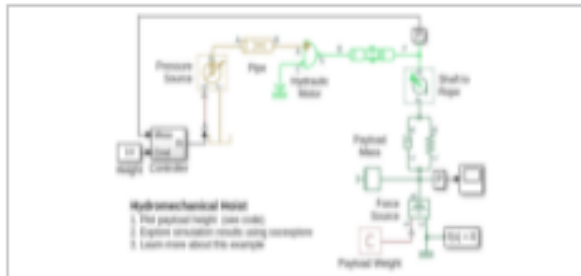 Pressure
Source
Pipe
Hydraulic
Motor
Shaft to
Rope
Payload
Mass
Force
Source
Payload Weight
Height
Controller
f(x) = 0
Hydromechanical Hoist
1. Plot payload height (see code)
2. Explore simulation results using sscexplore
3. Learn more about this example